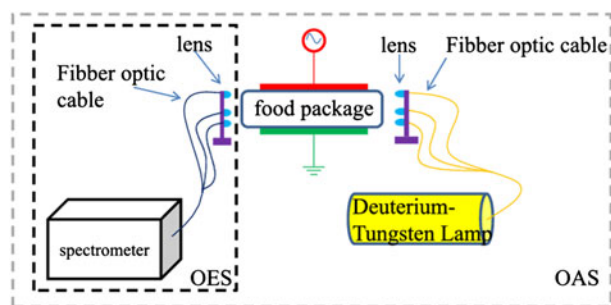 lens
Fibber optic
cable
food package
lens
Fibber optic cable
spectrometer
OES
Deuterium-
Tungsten Lamp
OAS